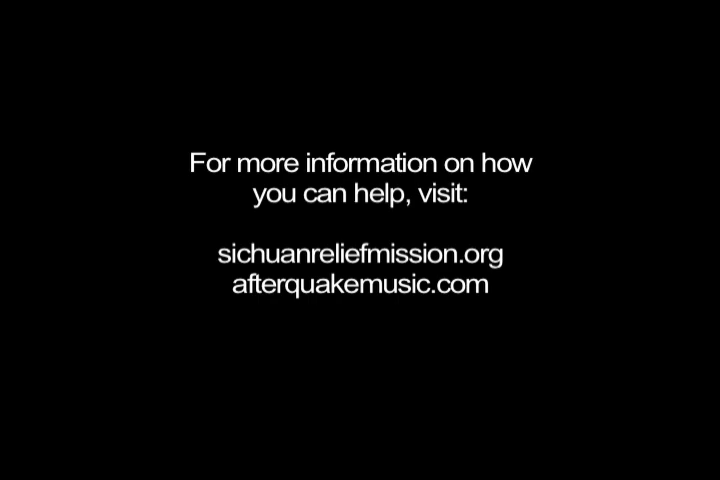 For more information on how
you can help, visit:
sichuanreliefmission.org
afterquakemusic.com